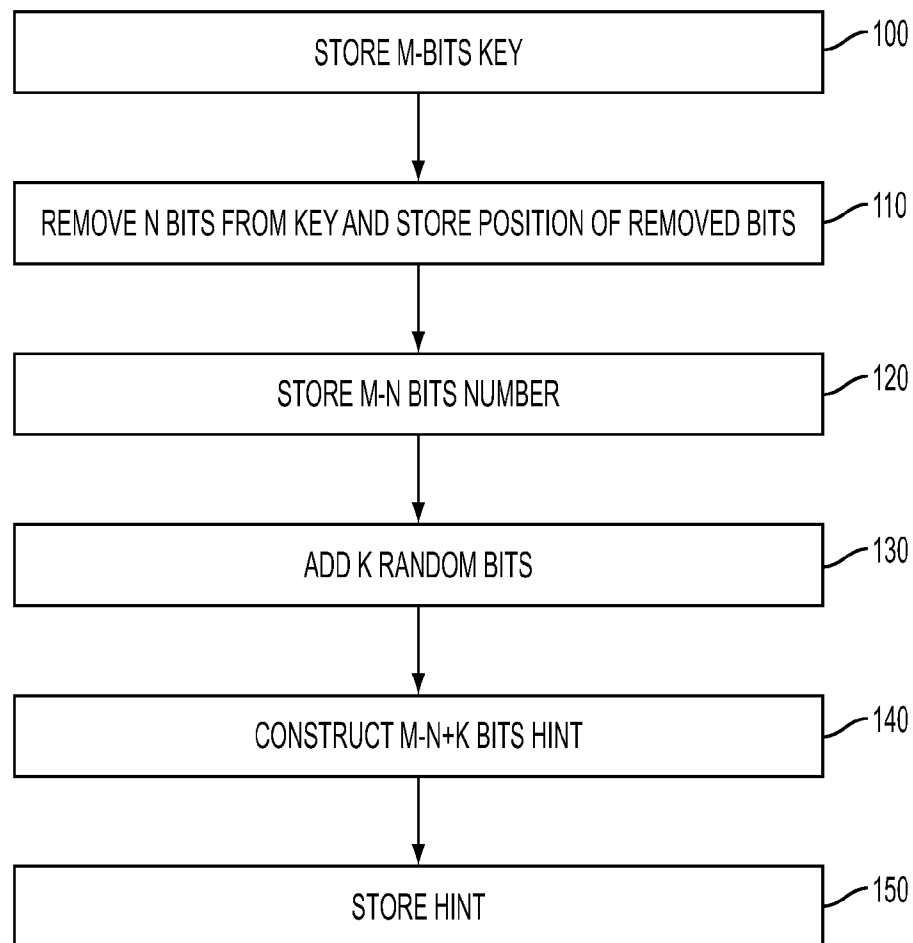 STORE M-BITS KEY
100
REMOVE N BITS FROM KEY AND STORE POSITION OF REMOVED BITS
110
STORE M-N BITS NUMBER
120
ADD K RANDOM BITS
130
CONSTRUCT M-N+K BITS HINT
140
STORE HINT
150